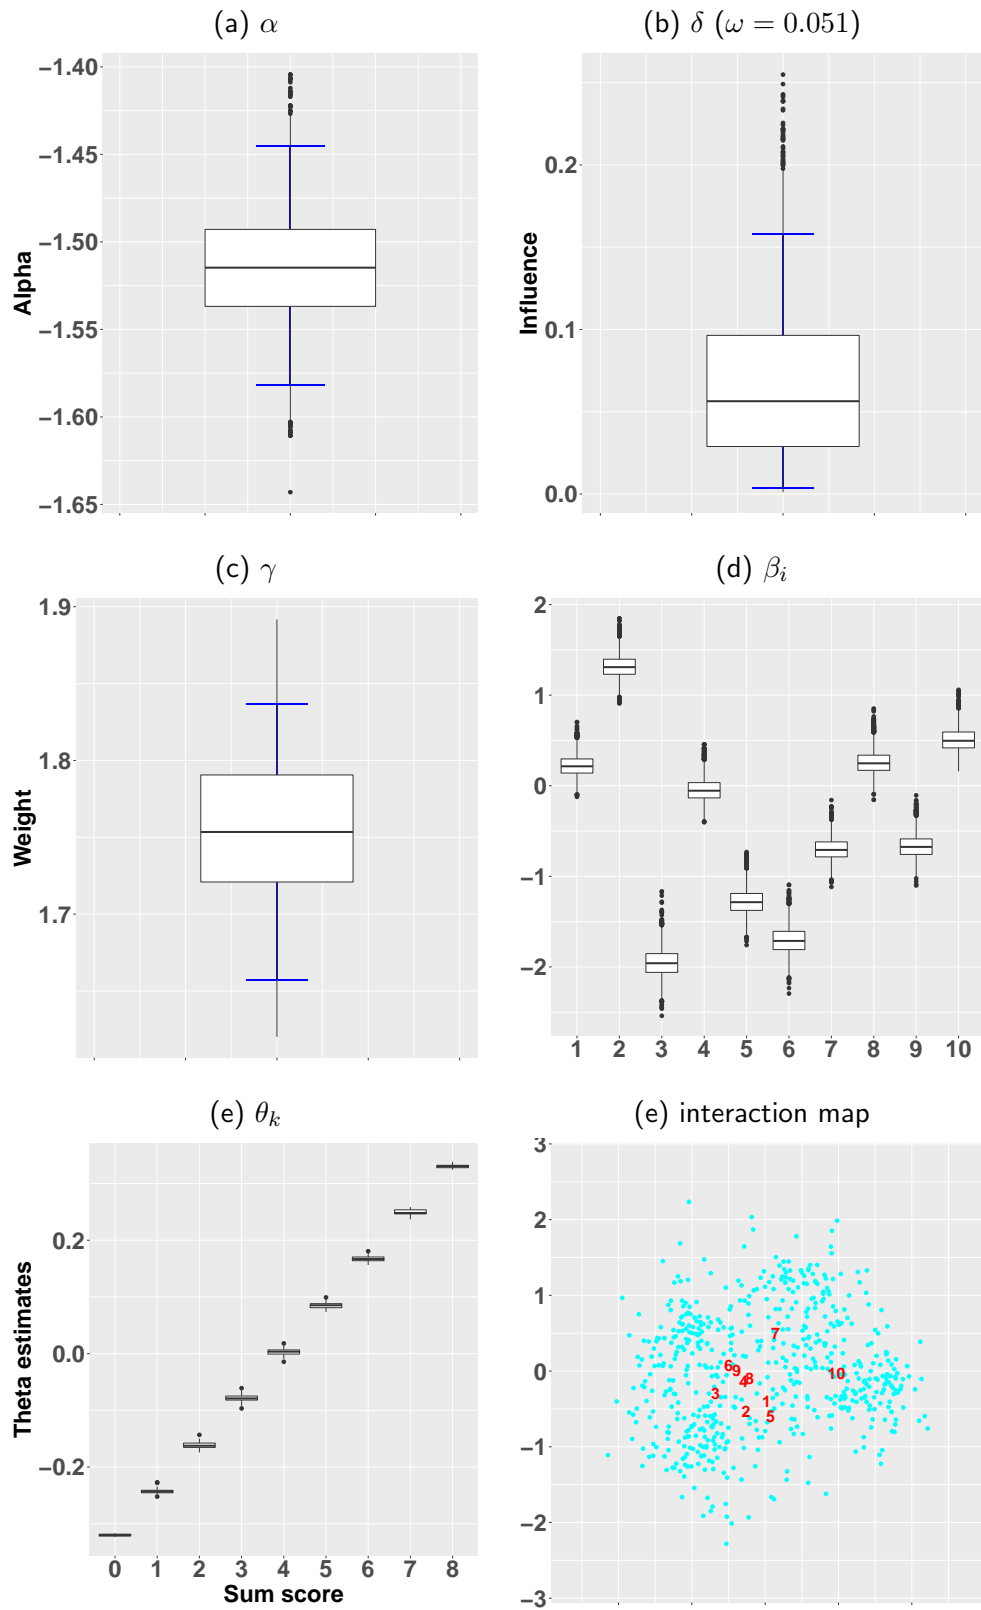 (a) α
−1.40
−1.45
−1.50
−1.55
−1.60
−1.65
Alpha
(b) δ (ω = 0.051)
0.2
0.1
0.0
Influence
(c) γ
1.9
1.8
1.7
Weight
(d) βi
2
1
0
−1
−2
1 2 3 4 5 6 7 8 9 10
(e) θk
0.2
0.0
−0.2
Theta estimates
0 1 2 3 4 5 6 7 8
Sum score
(e) interaction map
3
2
1
0
−1
−2
−3
7
6
9
8
4
10
3
1
2
5